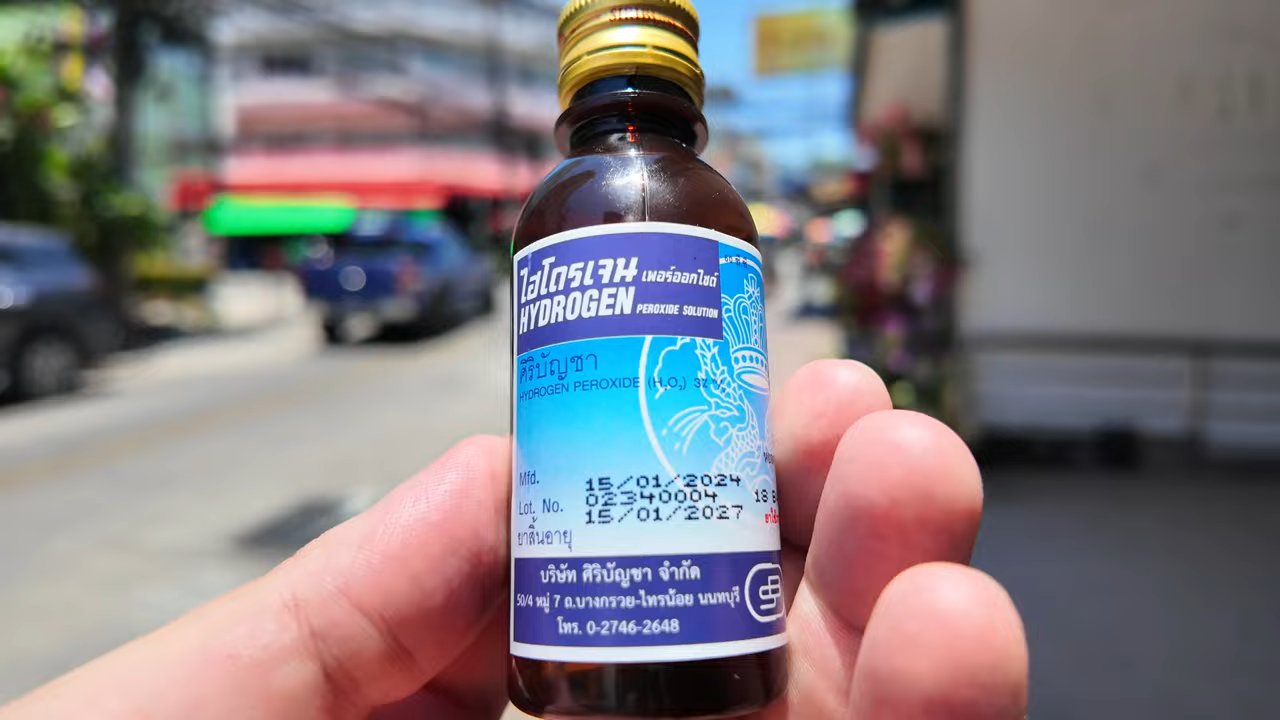 ไฮโดรเจน เพอร์ออกไซด์
HYDROGEN PEROXIDE SOLUTION
ศิริบัญชา
HYDROGEN PEROXIDE (H₂O₂)
Mfd. 15/01/2024
Lot. No. 02340004 18
ยาสิ้นอายุ 15/01/2027
บริษัท ศิริบัญชา จำกัด
50/4 หมู่ 7 ถ.บางกรวย-ไทรน้อย นนทบุรี
โทร. 0-2746-2648